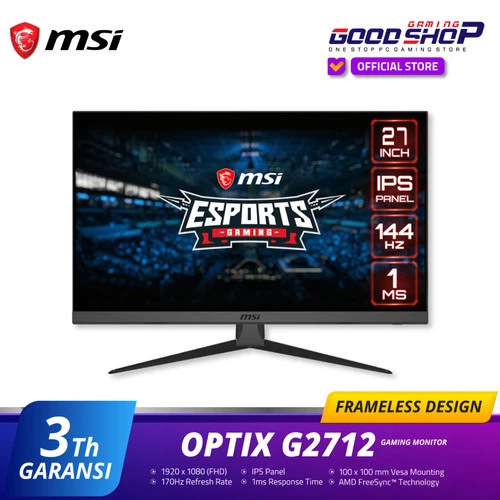 msi
GAMING
GOODSHOP
ONE STOP PC GAMING STORE
OFFICIAL STORE
msi
ESPORTS
- GAMING -
27
INCH
IPS
PANEL
144
HZ
1
MS
msi
FRAMELESS DESIGN
3Th
GARANSI
OPTIX G2712 GAMING MONITOR
• 1920 x 1080 (FHD)
• 170Hz Refresh Rate
• IPS Panel
• 1ms Response Time
• 100 x 100 mm Vesa Mounting
• AMD FreeSync™ Technology